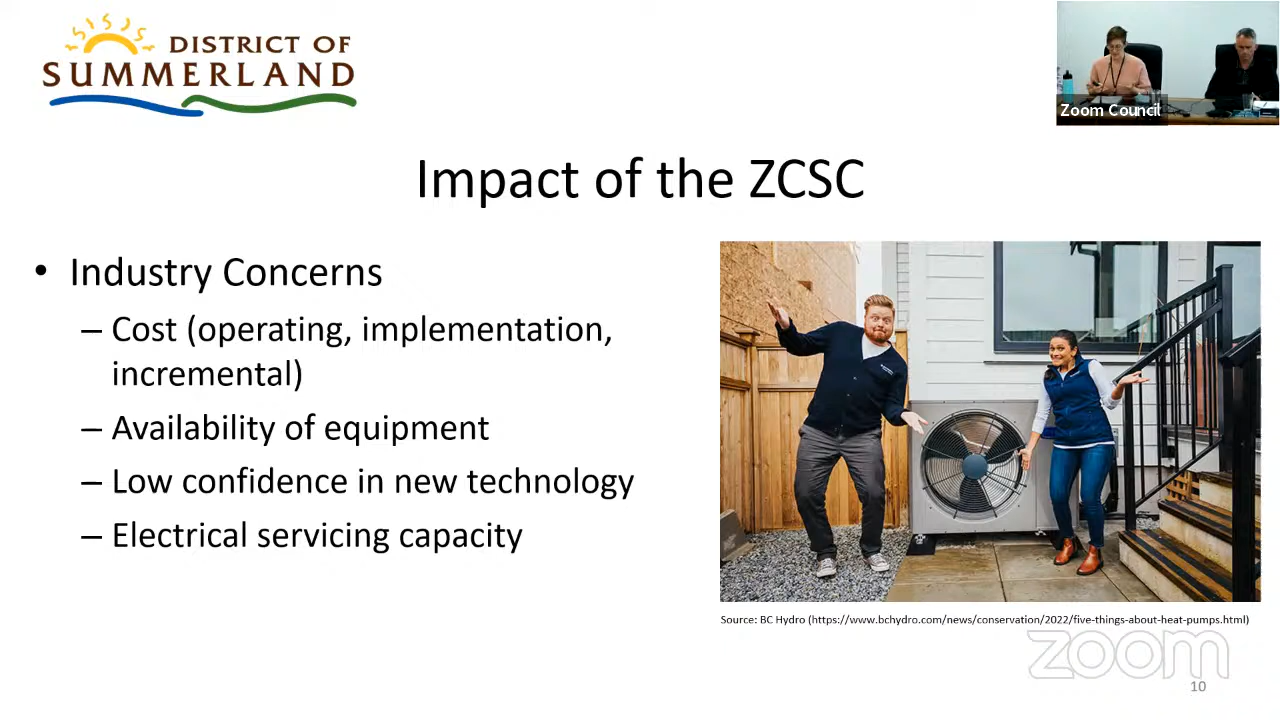 DISTRICT OF
SUMMERLAND
Zoom Council
Impact of the ZCSC
• Industry Concerns
– Cost (operating, implementation,
incremental)
– Availability of equipment
– Low confidence in new technology
– Electrical servicing capacity
Source: BC Hydro (https://www.bchydro.com/news/conservation/2022/five-things-about-heat-pumps.html)
zoom
10